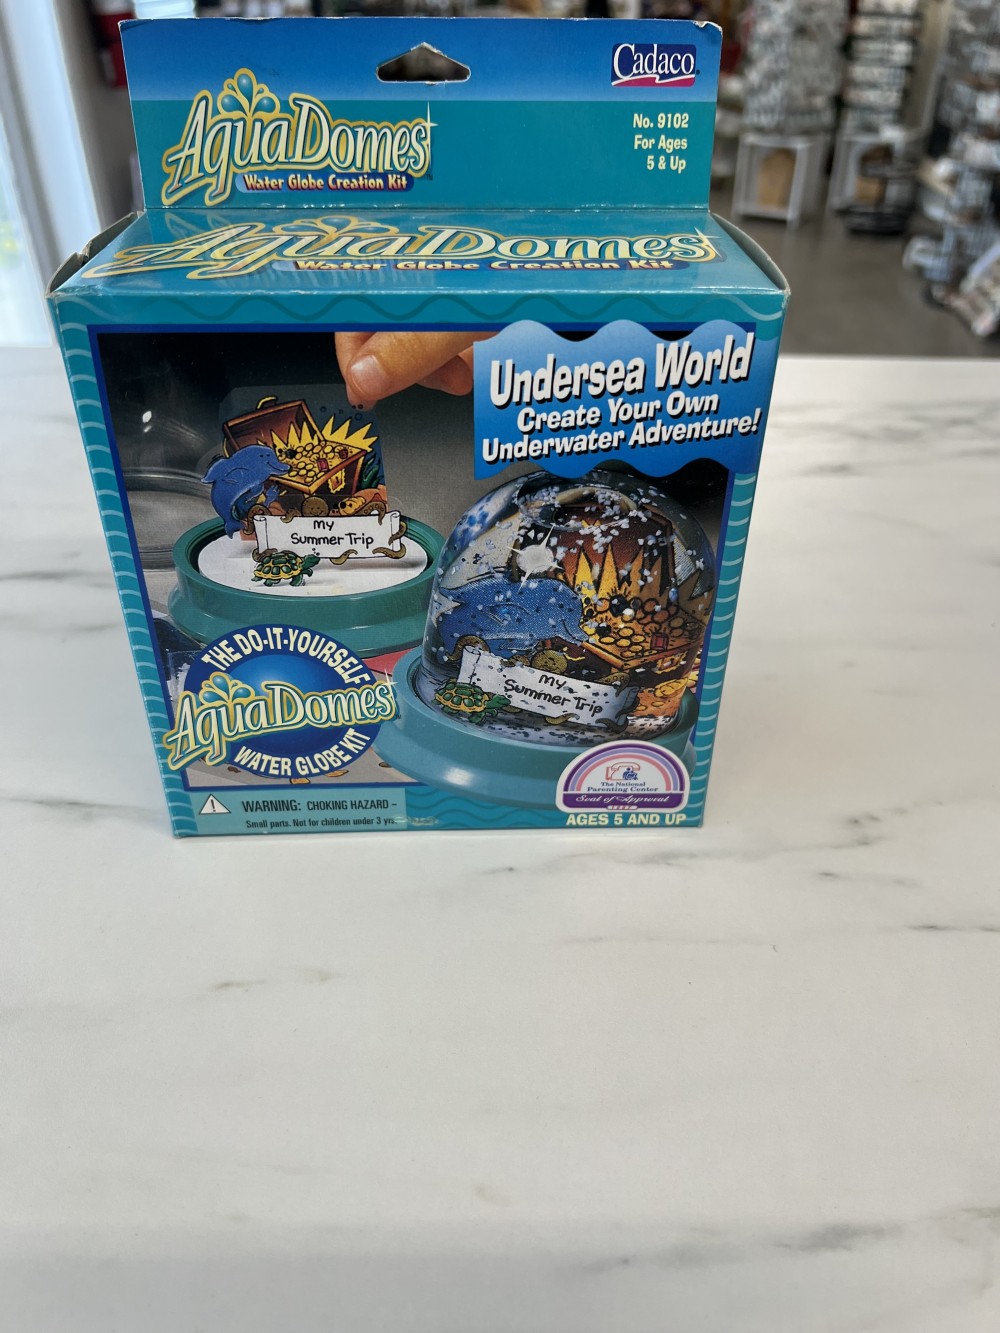 Cadaco
AquaDomes
Water Globe Creation Kit
No. 9102
For Ages
5 & Up
AquaDomes
Water Globe Creation Kit
Undersea World
Create Your Own
Underwater Adventure!
My
Summer Trip
My
Summer Trip
THE DO-IT-YOURSELF
AquaDomes
WATER GLOBE KIT
The National
Parenting Center
Seal of Approval
AGES 5 AND UP
WARNING: CHOKING HAZARD –
Small parts. Not for children under 3 yrs.